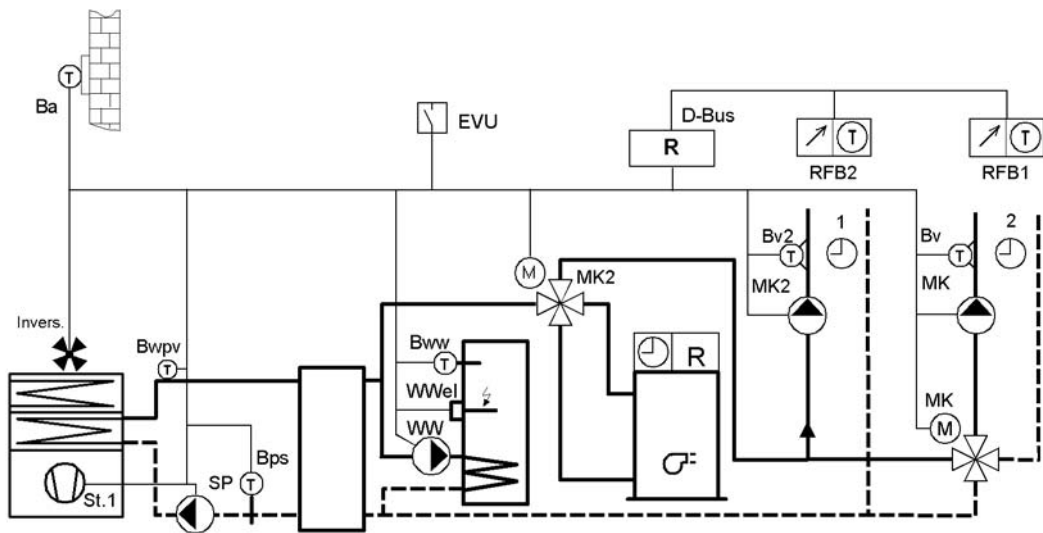 T
Ba
EVU
D-Bus
R
T
RFB2
T
RFB1
1
2
Bv2
T
Bv
T
M
MK2
MK2
MK
Invers.
Bwpv
T
Bww
T
R
WWel
MK
M
WW
Bps
SP
T
St.1